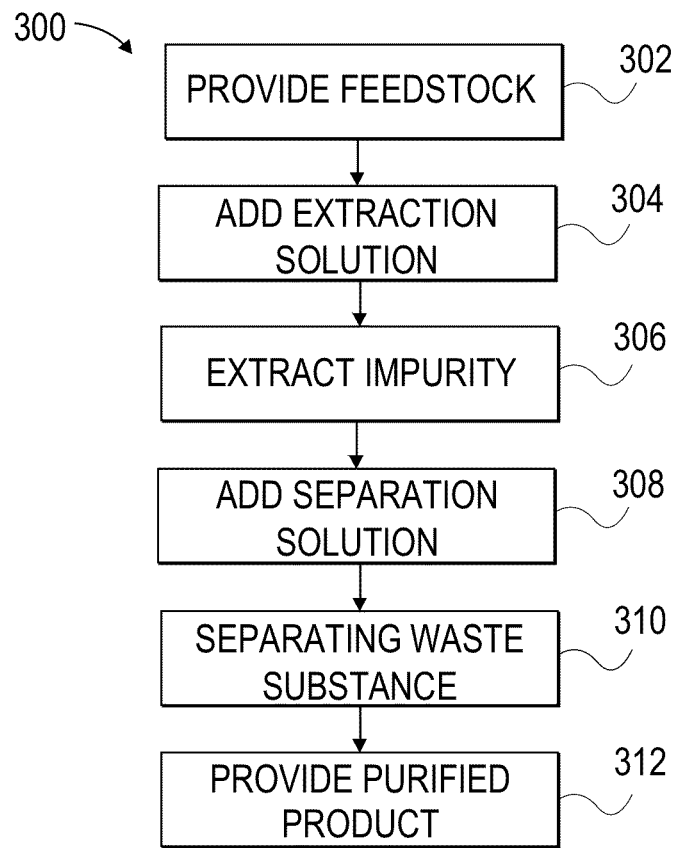 300
PROVIDE FEEDSTOCK
302
ADD EXTRACTION
SOLUTION
304
EXTRACT IMPURITY
306
ADD SEPARATION
SOLUTION
308
SEPARATING WASTE
SUBSTANCE
310
PROVIDE PURIFIED
PRODUCT
312